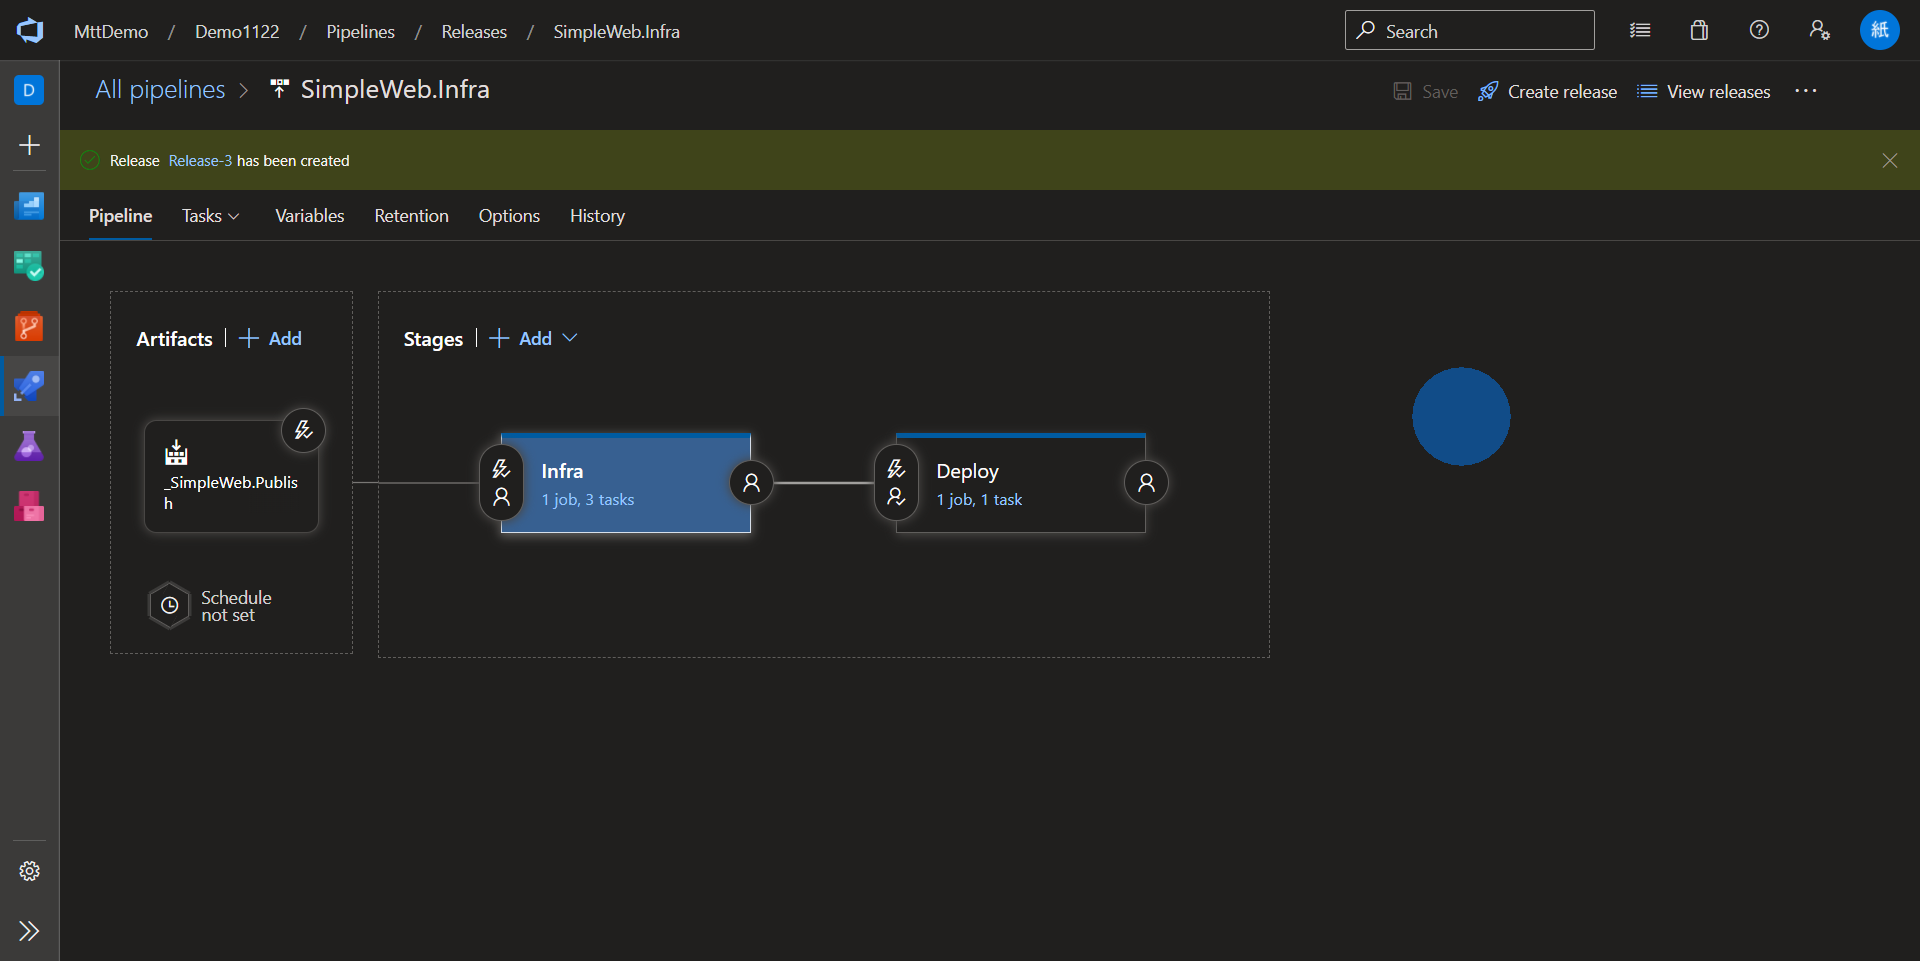 MttDemo / Demo1122 / Pipelines / Releases / SimpleWeb.Infra
Search
紙
D
All pipelines > SimpleWeb.Infra
Save
Create release
View releases
Release Release-3 has been created
Pipeline
Tasks
Variables
Retention
Options
History
Artifacts | + Add
_SimpleWeb.Publis
h
Schedule
not set
Stages | + Add
Infra
1 job, 3 tasks
Deploy
1 job, 1 task